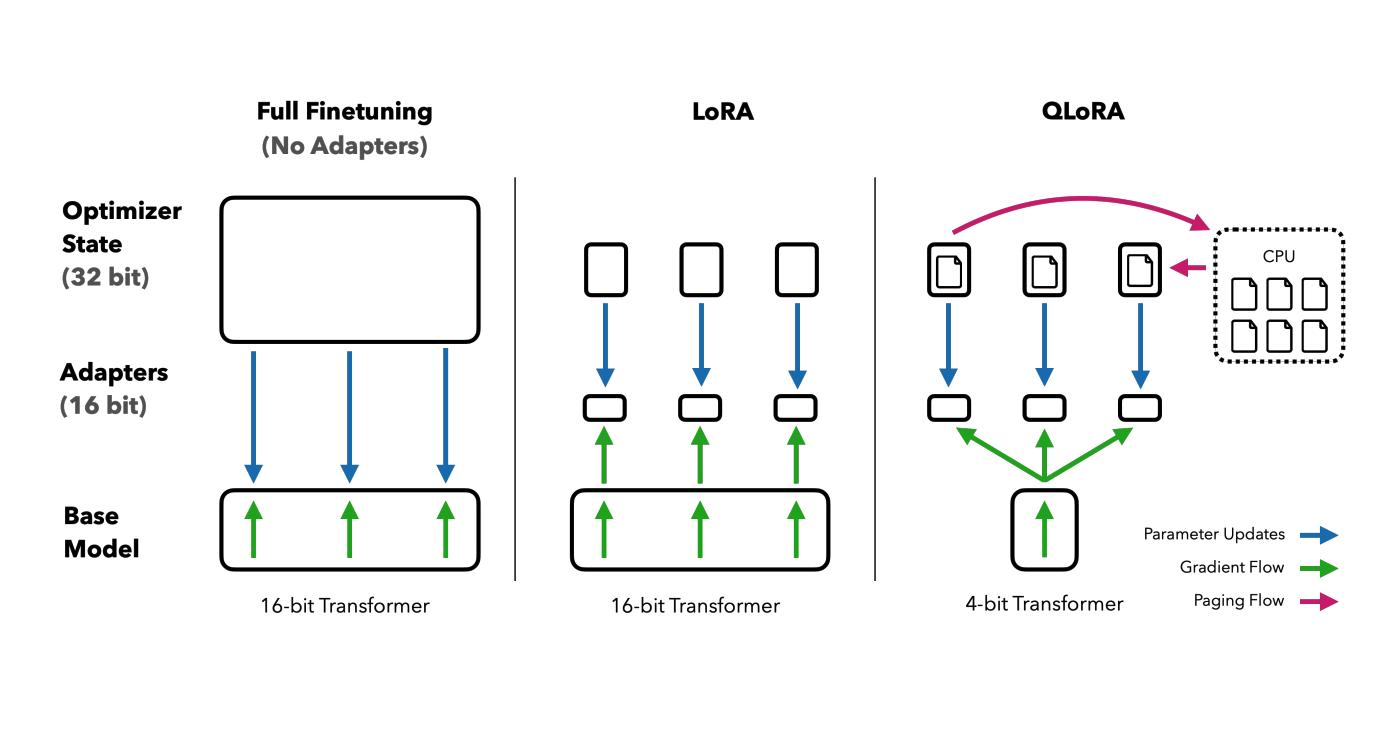 Full Finetuning
(No Adapters)
LoRA
QLoRA
Optimizer
State
(32 bit)
CPU
Adapters
(16 bit)
Base
Model
Parameter Updates
Gradient Flow
Paging Flow
16-bit Transformer
16-bit Transformer
4-bit Transformer